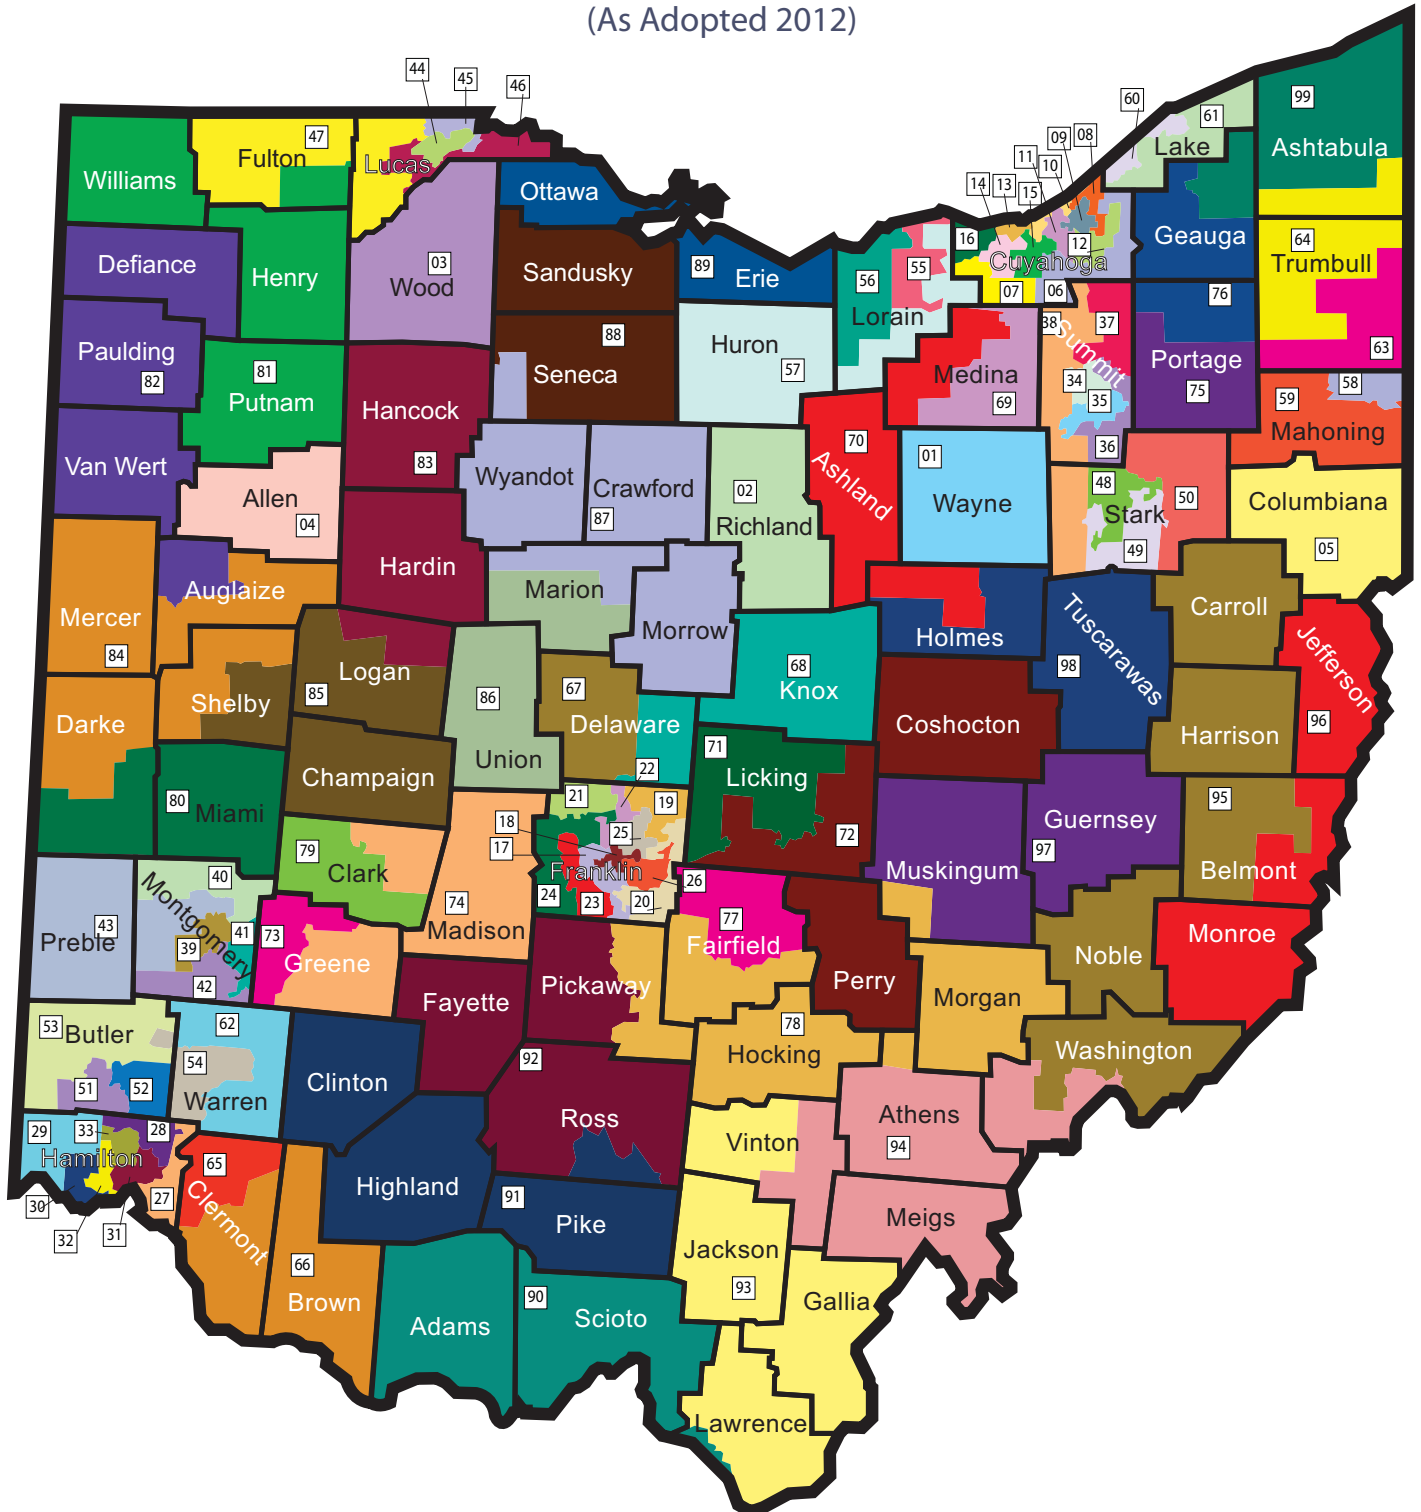 (As Adopted 2012)
44
45
46
60
61
99
47
Fulton
Lucas
Williams
Ottawa
Lake
Ashtabula
09
08
11
10
14
13
15
16
12
Cuyahoga
07
06
Geauga
64
Trumbull
63
Defiance
Henry
03
Wood
Sandusky
89
Erie
56
55
Lorain
76
Portage
75
Paulding
82
81
Putnam
88
Seneca
Huron
57
38
37
Summit
34
35
36
Medina
69
58
59
Mahoning
Hancock
83
Van Wert
Allen
04
Wyandot
Crawford
87
02
Richland
70
Ashland
01
Wayne
48
Stark
50
49
Columbiana
05
Hardin
Auglaize
Mercer
84
Marion
Morrow
Holmes
Tuscarawas
98
Carroll
Jefferson
96
Logan
85
Shelby
Darke
86
Union
67
Delaware
68
Knox
Coshocton
Harrison
Champaign
80
Miami
71
Licking
72
22
21
19
18
17
25
Franklin
24
23
20
26
Muskingum
Guernsey
97
95
Belmont
79
Clark
74
Madison
40
Montgomery
39
41
42
43
Preble
73
Greene
77
Fairfield
Perry
Monroe
Noble
Morgan
Fayette
Pickaway
78
Hocking
Washington
53
Butler
51
52
62
54
Warren
Clinton
92
Ross
Athens
94
Vinton
29
33
28
Hamilton
30
32
31
27
65
Clermont
Highland
91
Pike
Meigs
Jackson
93
Gallia
66
Brown
Adams
90
Scioto
Lawrence